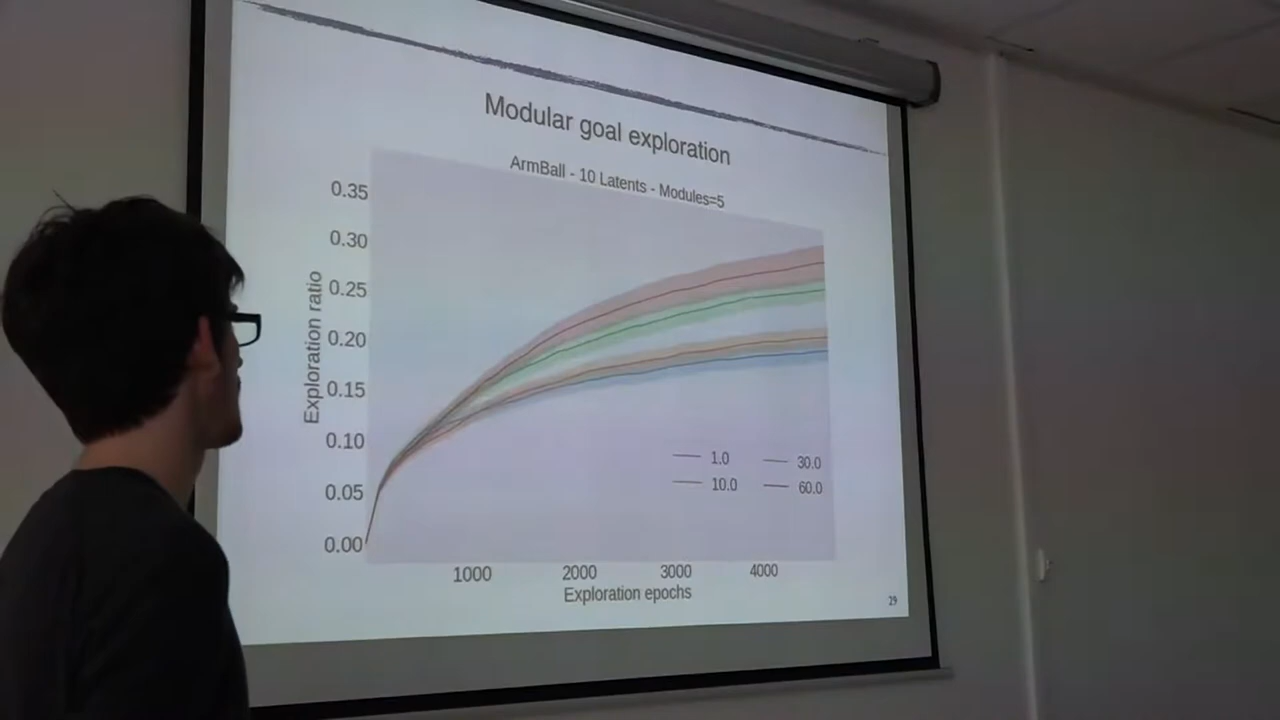 Modular goal exploration
ArmBall - 10 Latents - Modules=5
0.35
0.30
0.25
0.20
0.15
0.10
0.05
0.00
Exploration ratio
1.0
30.0
10.0
60.0
1000 2000 3000 4000
Exploration epochs
29